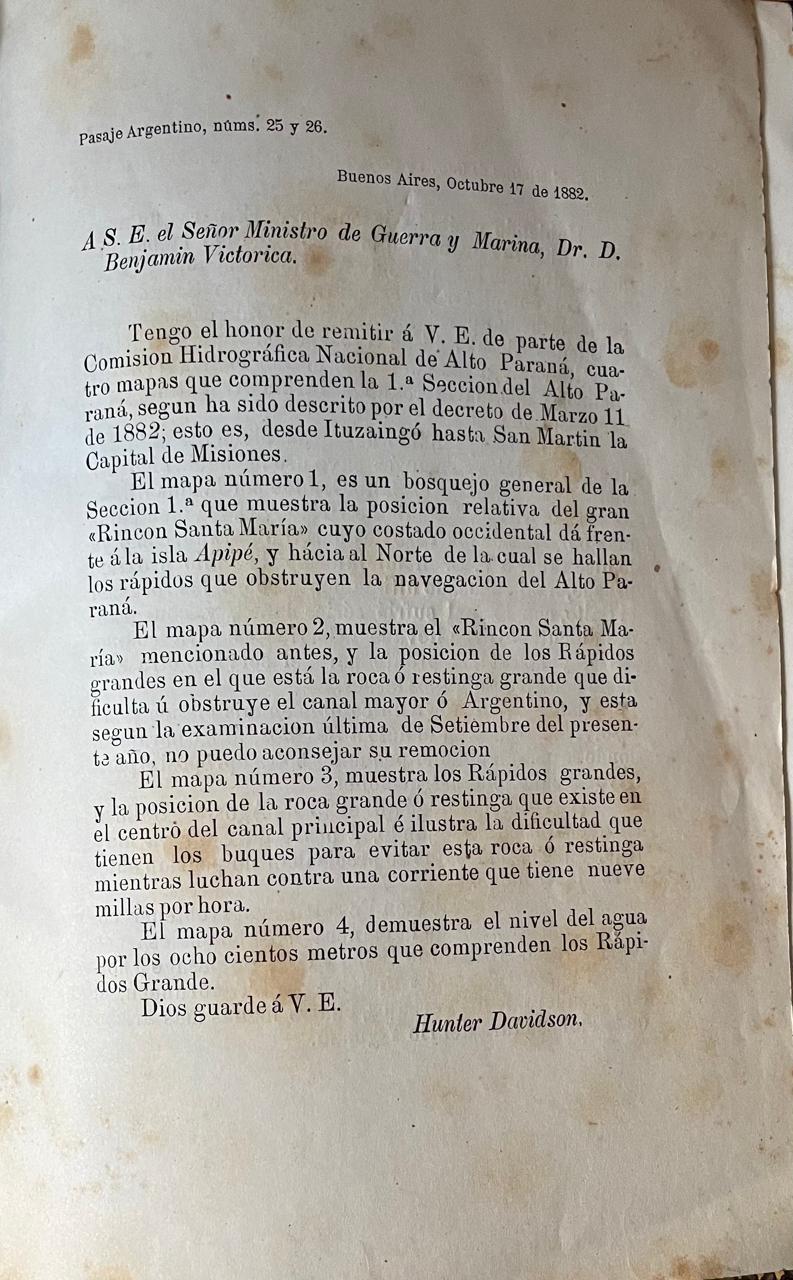 Pasaje Argentino, núms. 25 y 26.
Buenos Aires, Octubre 17 de 1882.
A S. E. el Señor Ministro de Guerra y Marina, Dr. D.
Benjamin Victorica.
Tengo el honor de remitir á V. E. de parte de la
Comision Hidrográfica Nacional de Alto Paraná, cua-
tro mapas que comprenden la 1.ª Seccion del Alto Pa-
raná, segun ha sido descrito por el decreto de Marzo 11
de 1882; esto es, desde Ituzaingó hasta San Martin la
Capital de Misiones.
El mapa número 1, es un bosquejo general de la
Seccion 1.ª que muestra la posicion relativa del gran
«Rincon Santa María» cuyo costado occidental dá fren-
te á la isla Apipé, y hácia al Norte de la cual se hallan
los rápidos que obstruyen la navegacion del Alto Pa-
raná.
El mapa número 2, muestra el «Rincon Santa Ma-
ría» mencionado antes, y la posicion de los Rápidos
grandes en el que está la roca ó restinga grande que di-
ficulta ú obstruye el canal mayor ó Argentino, y esta
segun la examinacion última de Setiembre del presen-
te año, no puedo aconsejar su remocion
El mapa número 3, muestra los Rápidos grandes,
y la posicion de la roca grande ó restinga que existe en
el centro del canal principal é ilustra la dificultad que
tienen los buques para evitar esta roca ó restinga
mientras luchan contra una corriente que tiene nueve
millas por hora.
El mapa número 4, demuestra el nivel del agua
por los ocho cientos metros que comprenden los Rápi-
dos Grande.
Dios guarde á V. E.
Hunter Davidson.